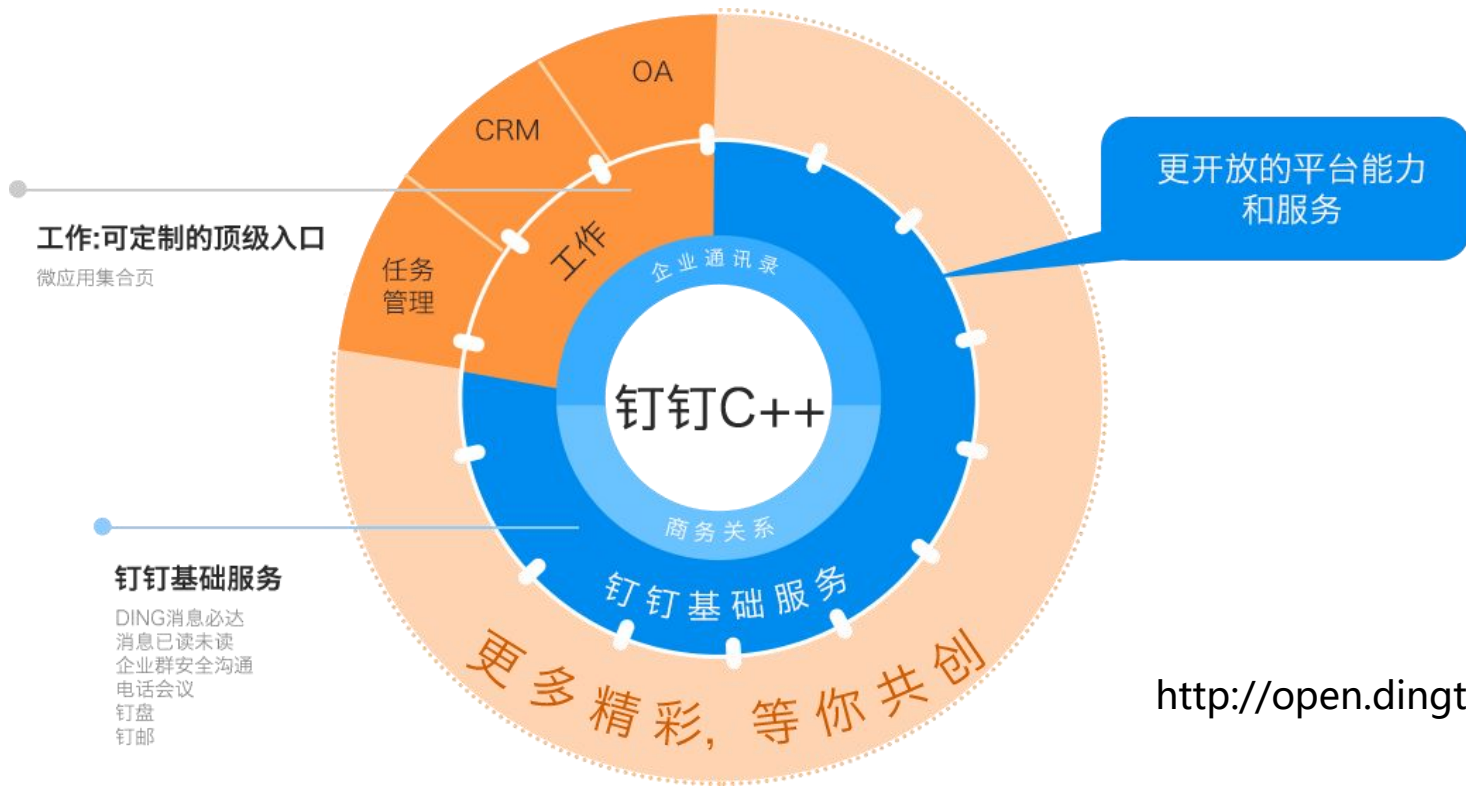 OA
CRM
任务
管理
工作
工作:可定制的顶级入口
微应用集合页
更开放的平台能力
和服务
企业通讯录
钉钉C++
商务关系
钉钉基础服务
钉钉基础服务
DING消息必达
消息已读未读
企业群安全沟通
电话会议
钉盘
钉邮
更多精彩, 等你共创
http://open.dingt